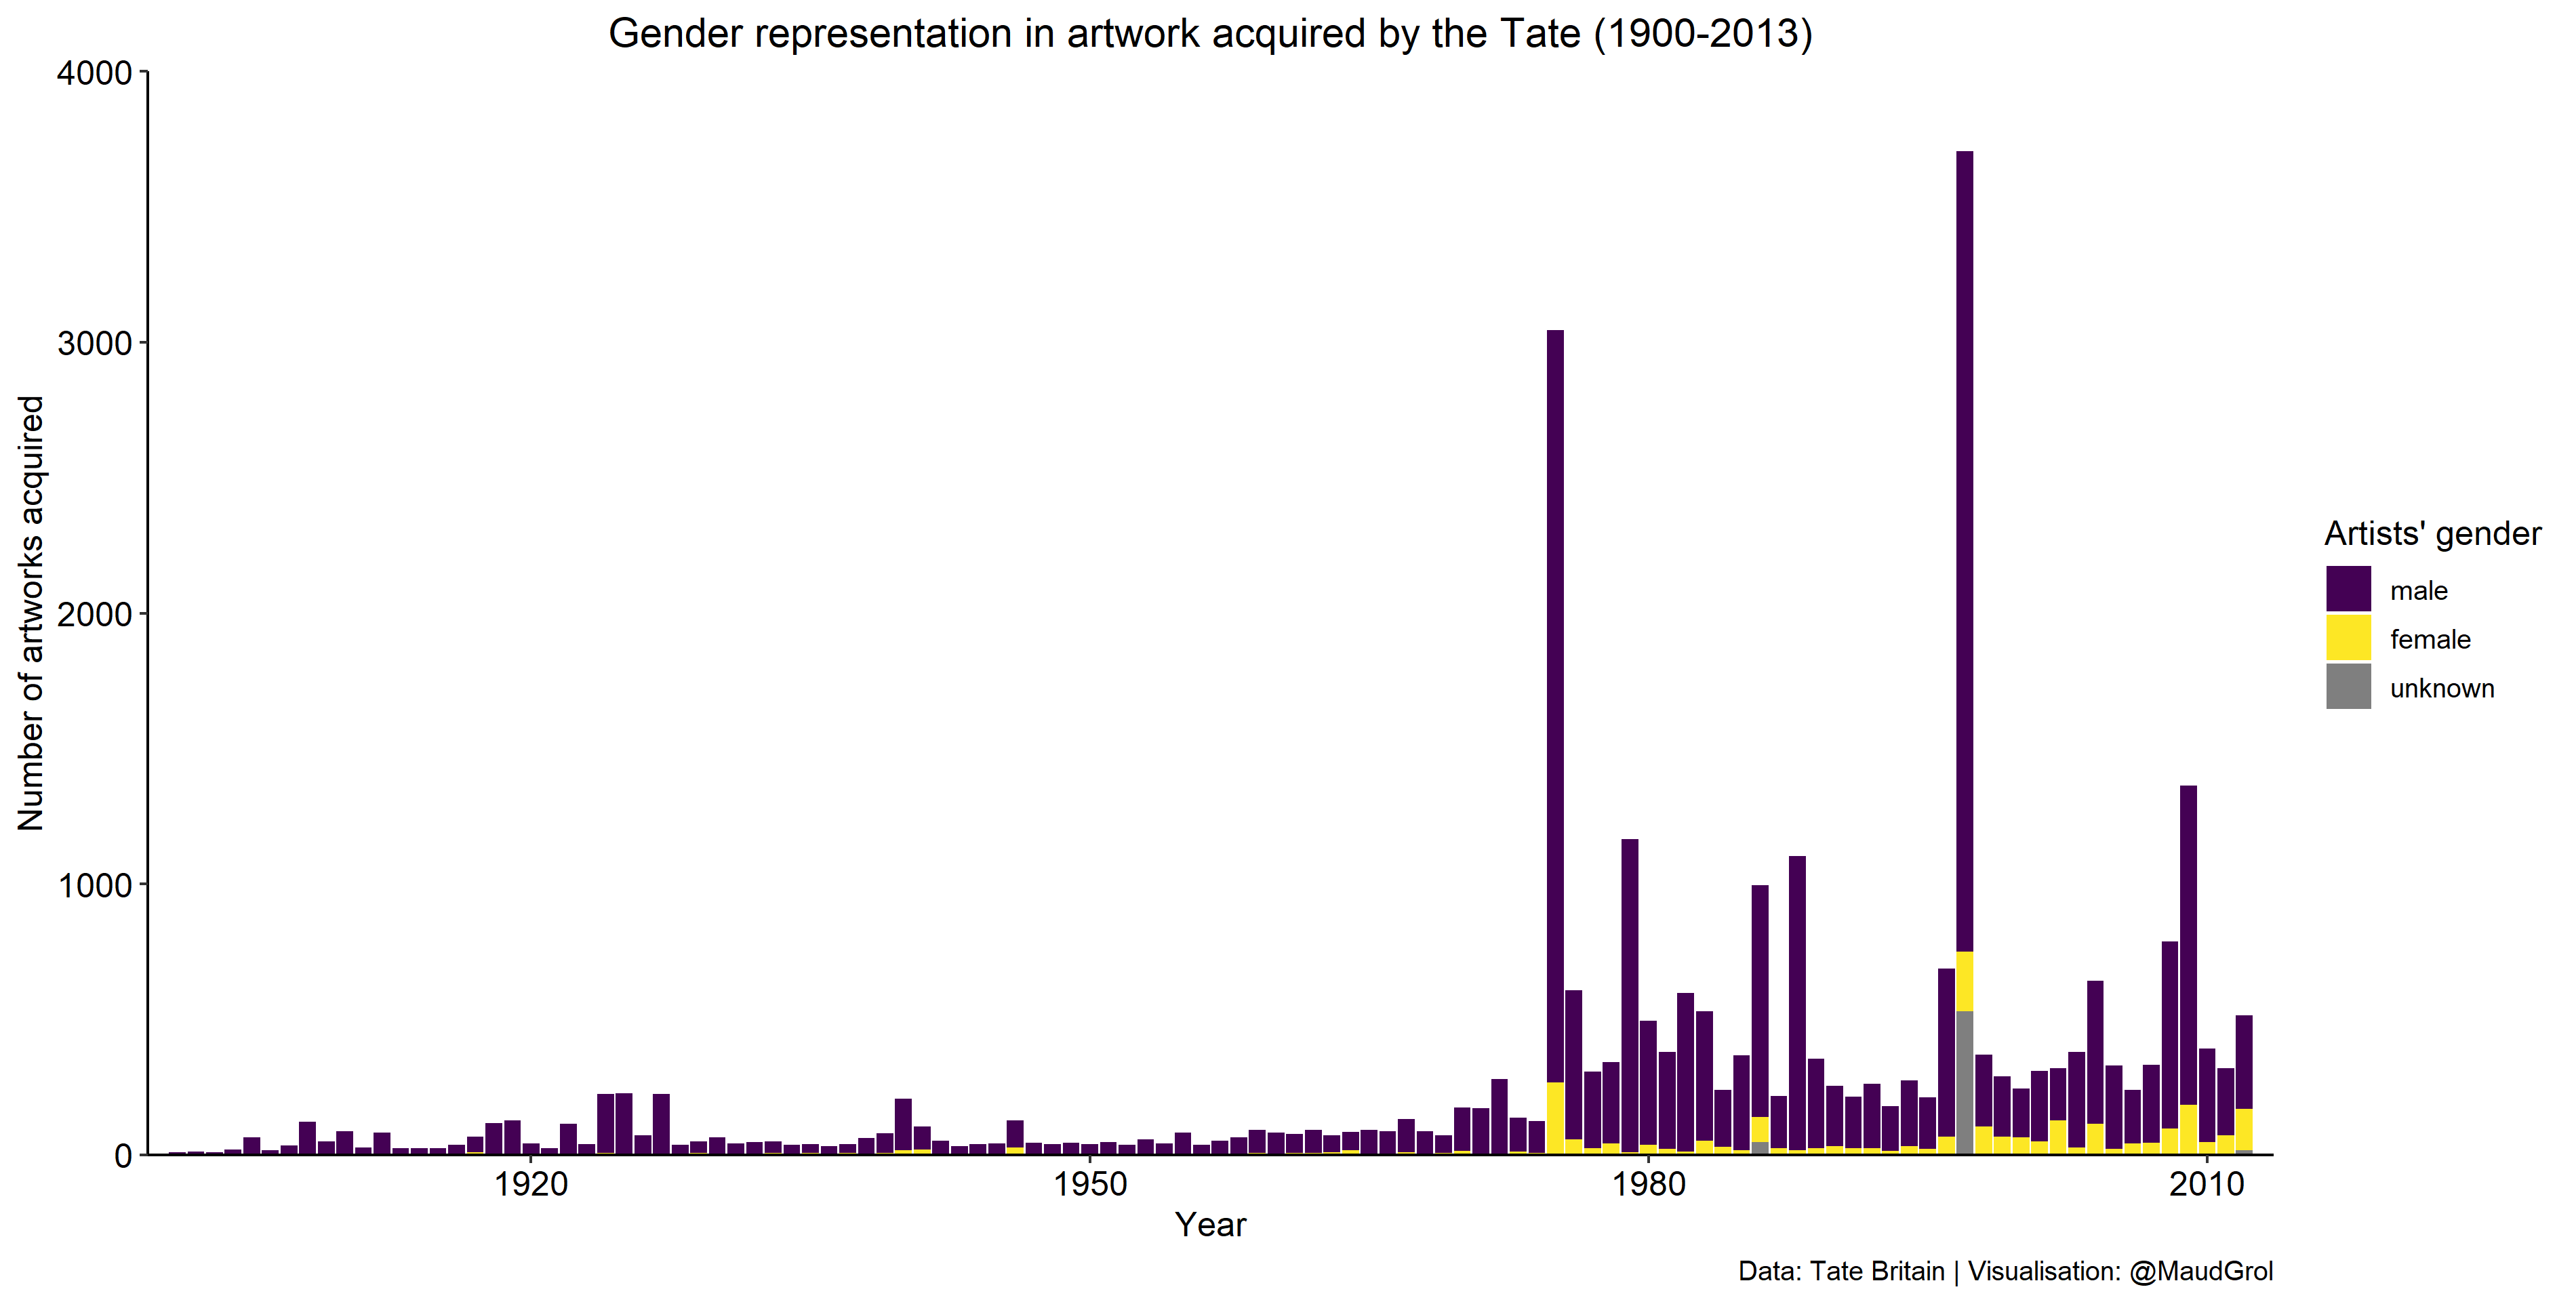 Gender representation in artwork acquired by the Tate (1900-2013)
4000
3000
2000
1000
0
Number of artworks acquired
1920
1950
1980
2010
Year
Artists' gender
male
female
unknown
Data: Tate Britain | Visualisation: @MaudGrol